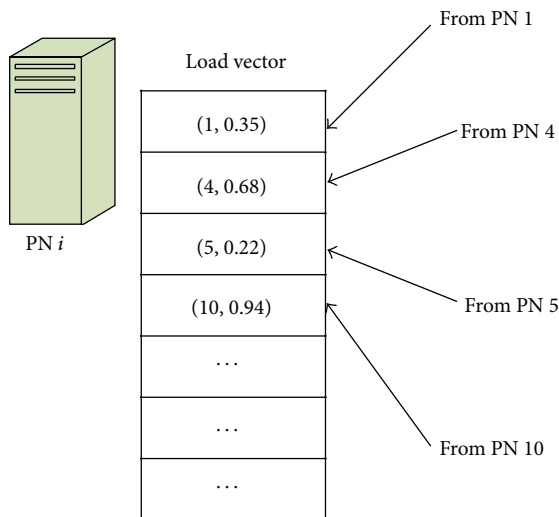 From PN 1
Load vector
(1, 0.35)
From PN 4
(4, 0.68)
PN i
(5, 0.22)
From PN 5
(10, 0.94)
...
...
From PN 10
...